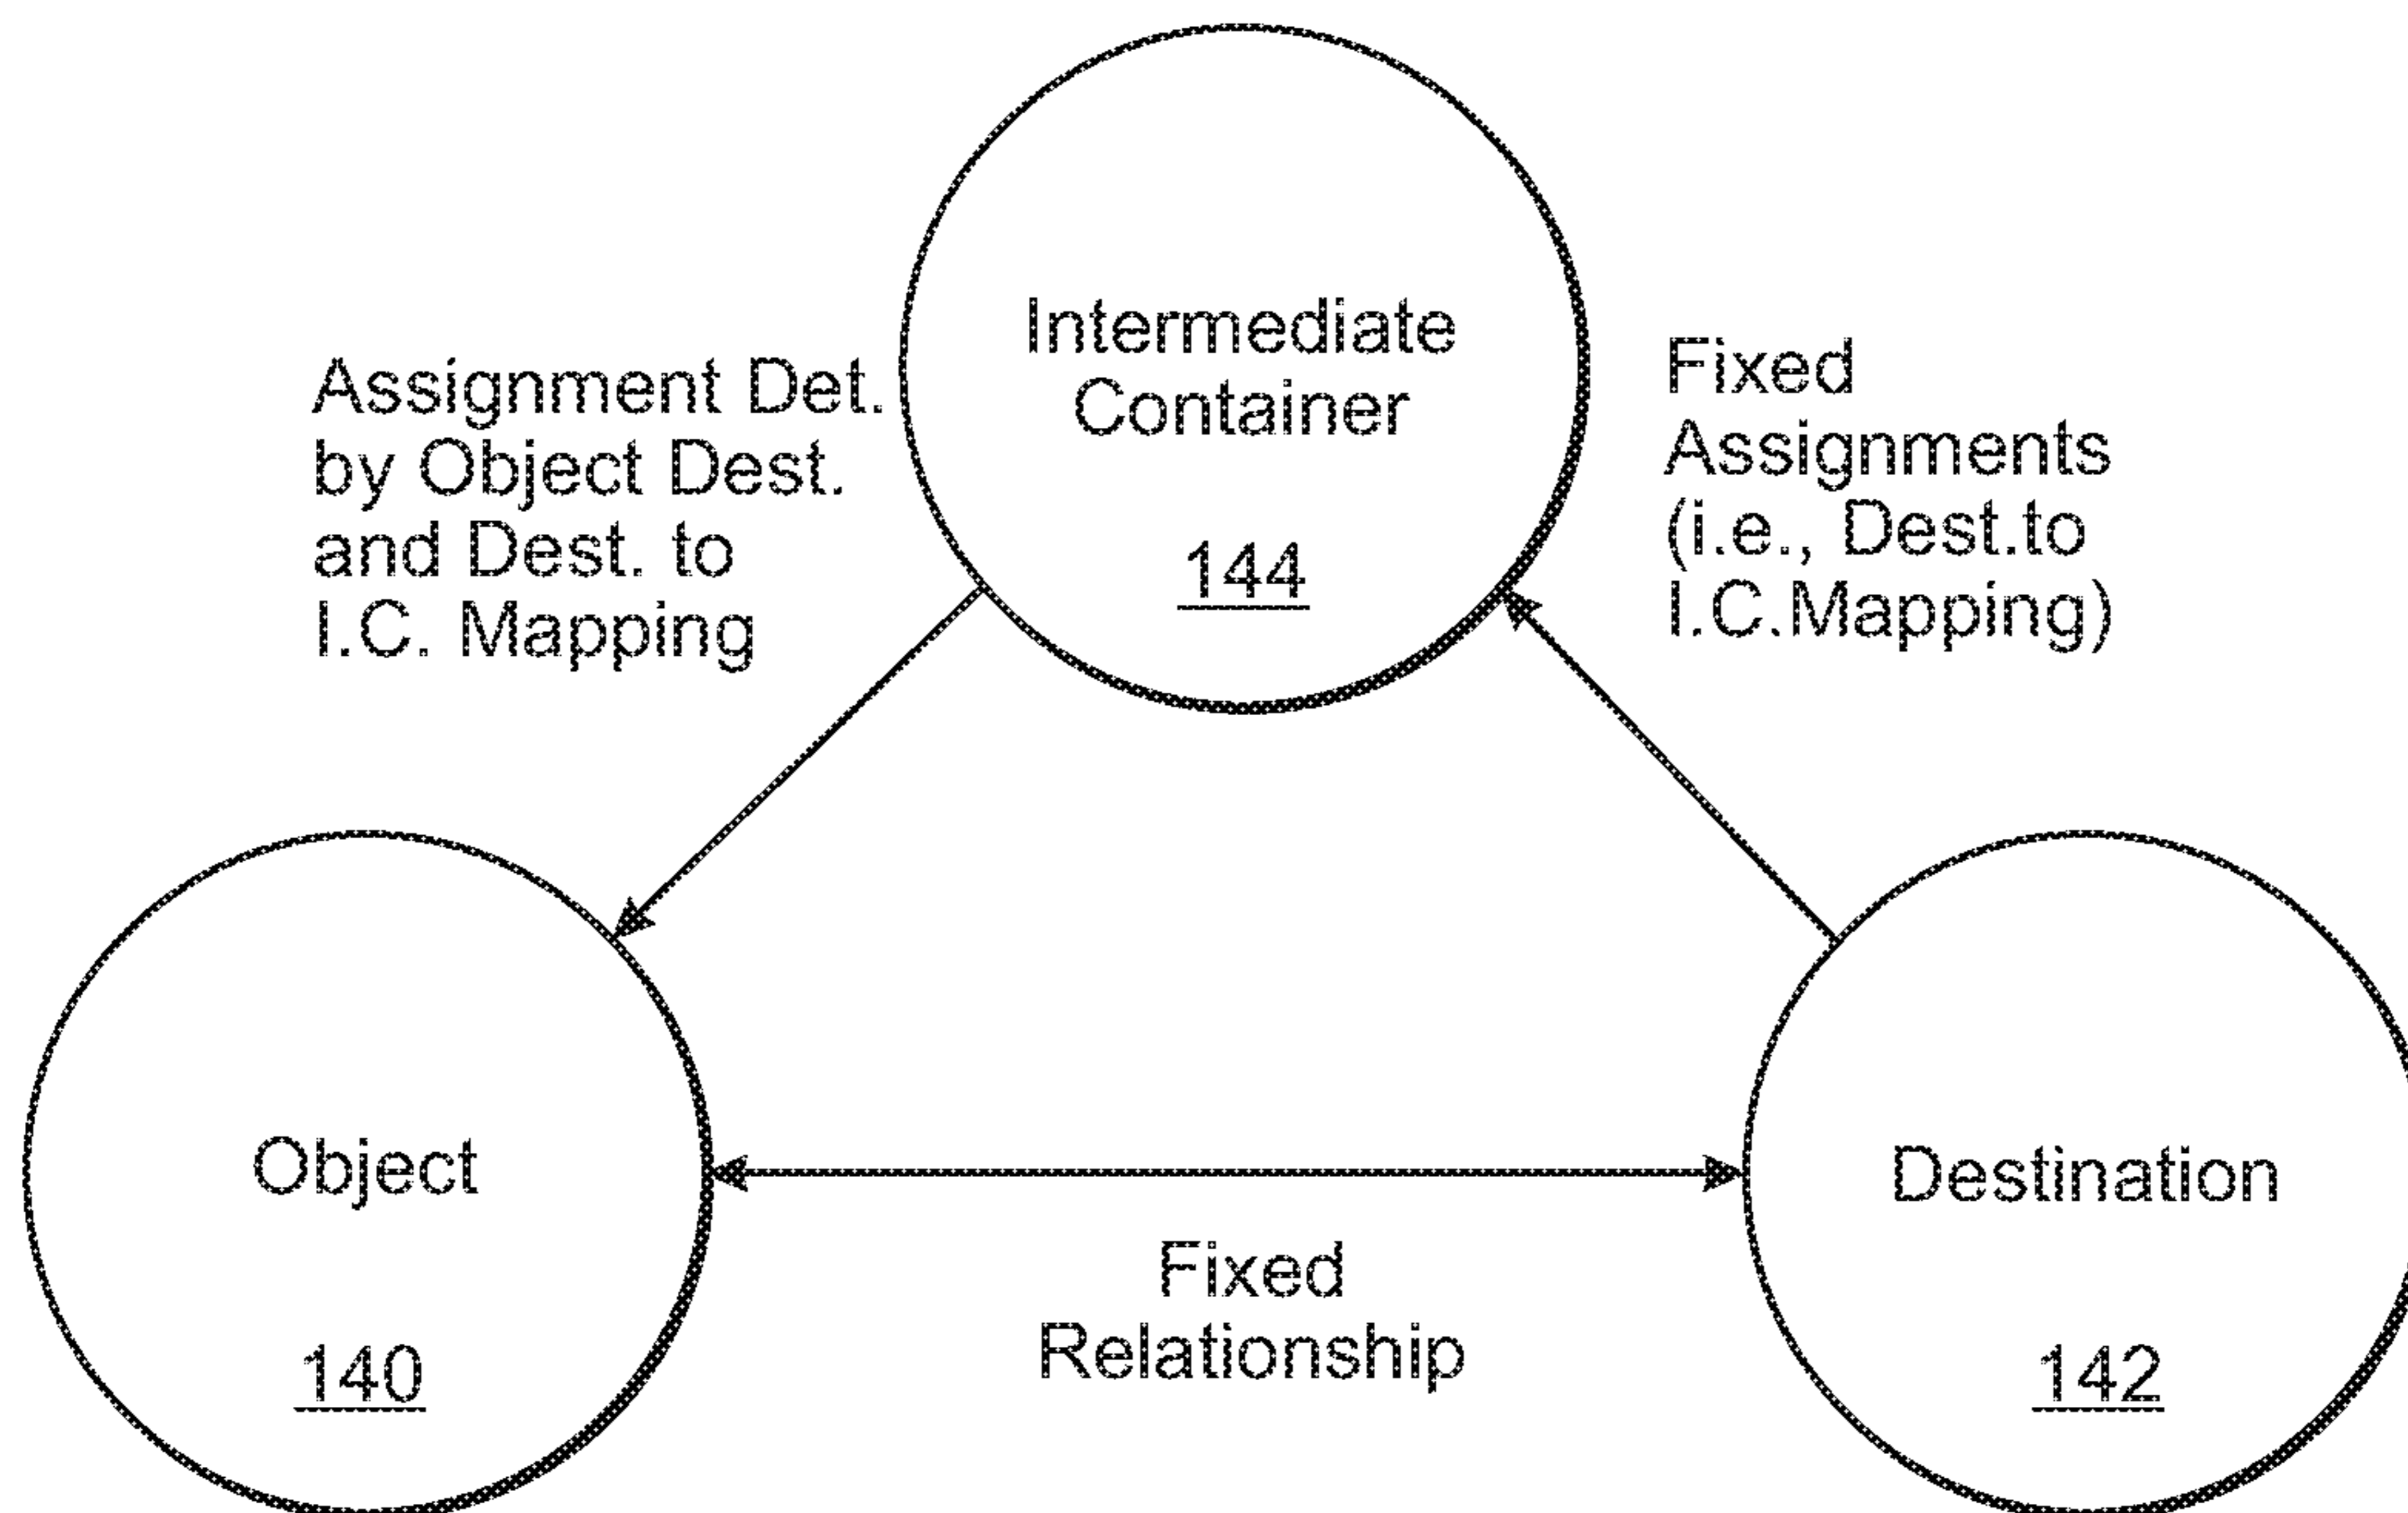 Intermediate
Container
144
Assignment Det.
by Object Dest.
and Dest. to
I.C. Mapping
Fixed
Assignments
(i.e., Dest.to
I.C.Mapping)
Object
140
Fixed
Relationship
Destination
142